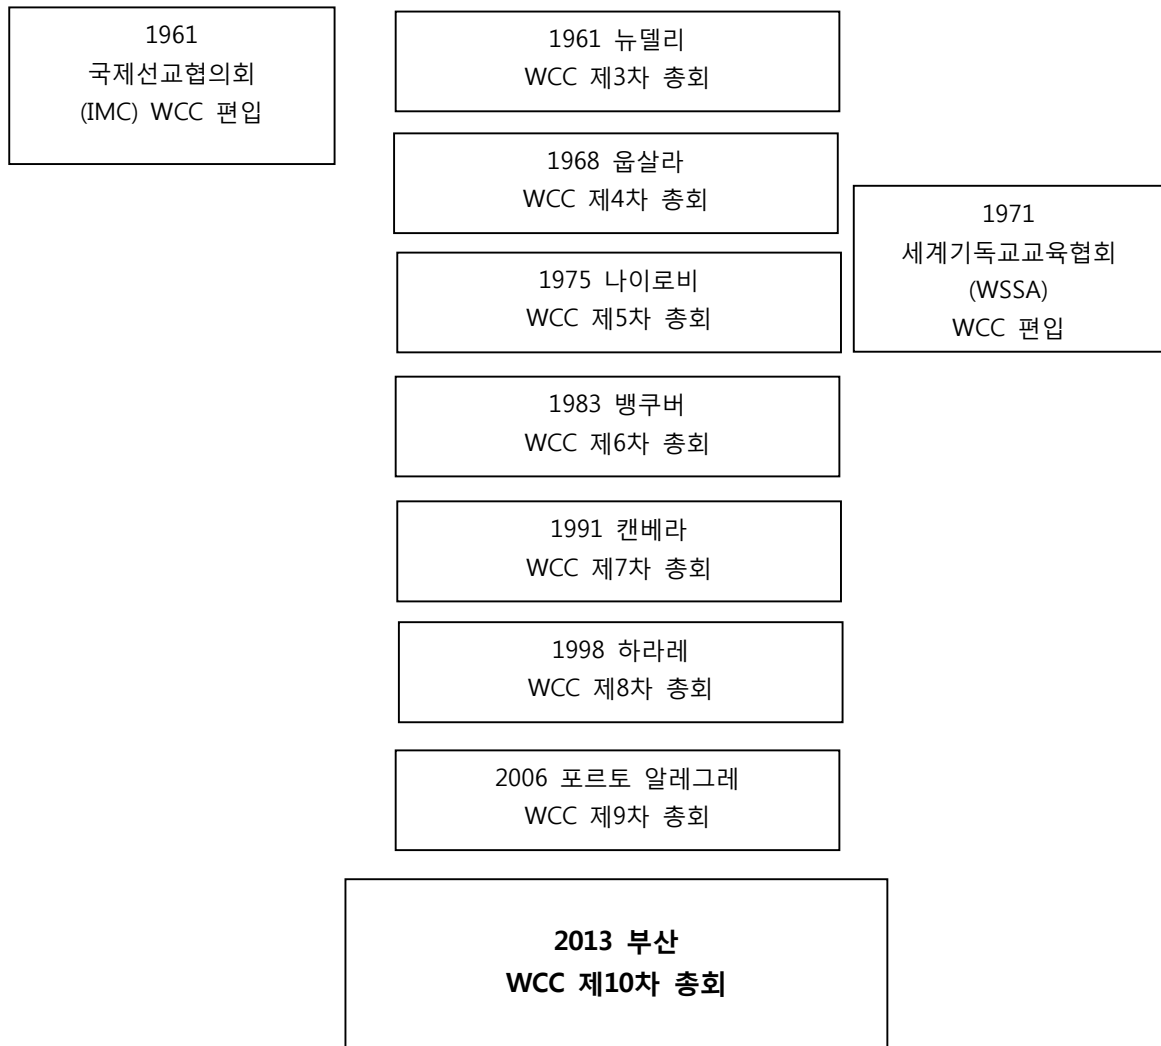 1961
국제선교협의회
(IMC) WCC 편입
1961 뉴델리
WCC 제3차 총회
1968 웁살라
WCC 제4차 총회
1971
세계기독교교육협회
(WSSA)
WCC 편입
1975 나이로비
WCC 제5차 총회
1983 뱅쿠버
WCC 제6차 총회
1991 캔베라
WCC 제7차 총회
1998 하라레
WCC 제8차 총회
2006 포르토 알레그레
WCC 제9차 총회
2013 부산
WCC 제10차 총회